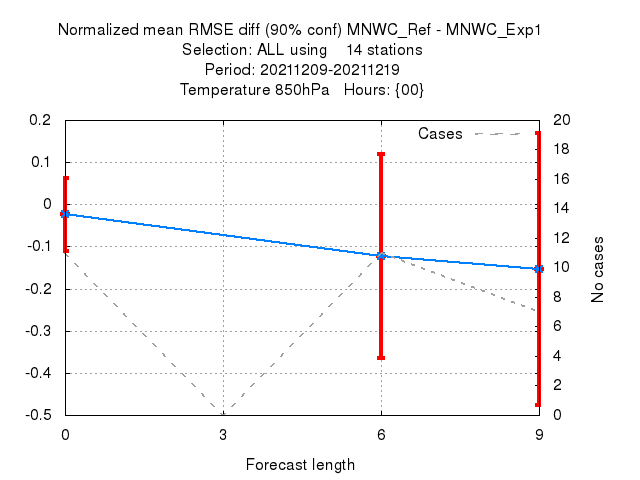 Normalized mean RMSE diff (90% conf) MNWC_Ref - MNWC_Exp1
Selection: ALL using    14 stations
Period: 20211209-20211219
Temperature 850hPa   Hours: {00}
Cases
0.2
0.1
0
-0.1
-0.2
-0.3
-0.4
-0.5
20
18
16
14
12
10
8
6
4
2
0
No cases
0 3 6 9
Forecast length